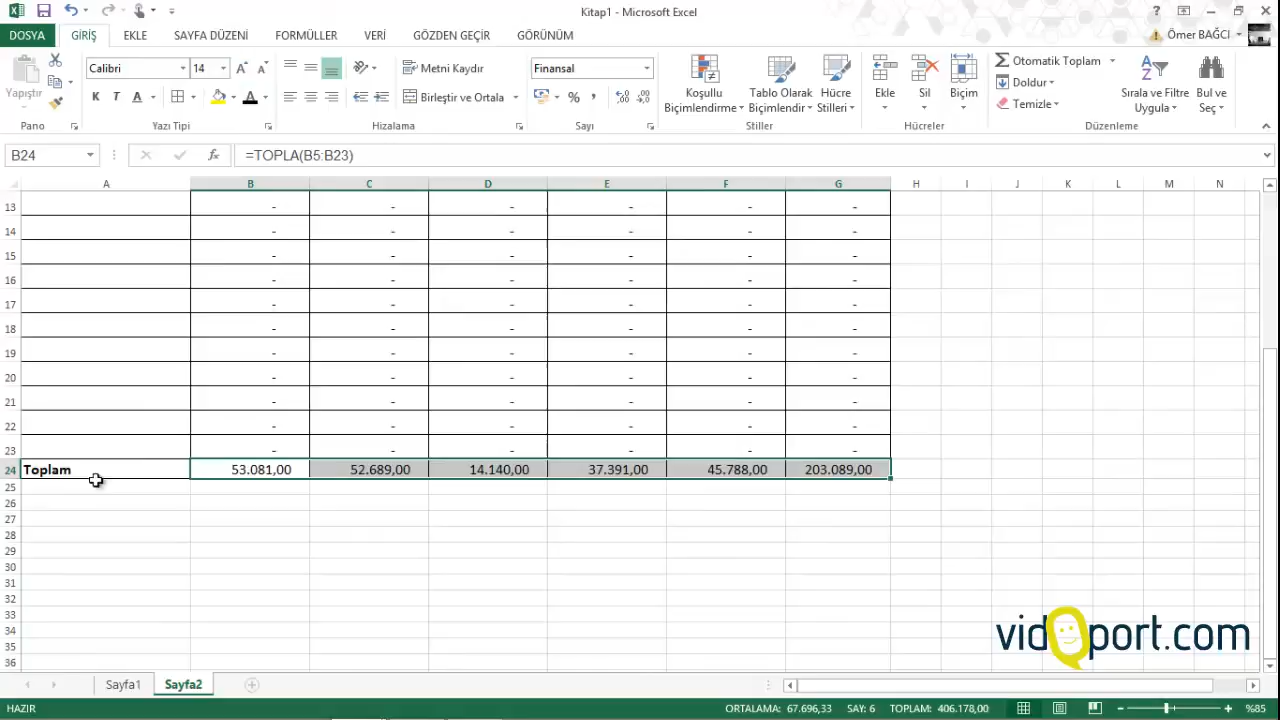 Kitap1 - Microsoft Excel
DOSYA GİRİŞ EKLE SAYFA DÜZENİ FORMÜLLER VERİ GÖZDEN GEÇİR GÖRÜNÜM Ömer BAĞCI
Yapıştır
Calibri 14
K T A
Metni Kaydır
Birleştir ve Ortala
Finansal
Koşullu Biçimlendirme
Tablo Olarak Biçimlendir
Hücre Stilleri
Ekle
Sil
Biçim
Otomatik Toplam
Doldur
Temizle
Sırala ve Filtre Uygula
Bul ve Seç
Pano Yazı Tipi Hizalama Sayı Stiller Hücreler Düzenleme
B24 fx =TOPLA(B5:B23)
A B C D E F G H I J K L M N
13 - - - - - -
14 - - - - - -
15 - - - - - -
16 - - - - - -
17 - - - - - -
18 - - - - - -
19 - - - - - -
20 - - - - - -
21 - - - - - -
22 - - - - - -
23 - - - - - -
24 Toplam 53.081,00 52.689,00 14.140,00 37.391,00 45.788,00 203.089,00
25
26
27
28
29
30
31
32
33
34
35
36
vidoport.com
Sayfa1 Sayfa2
HAZIR ORTALAMA: 67.696,33 SAY: 6 TOPLAM: 406.178,00 %85